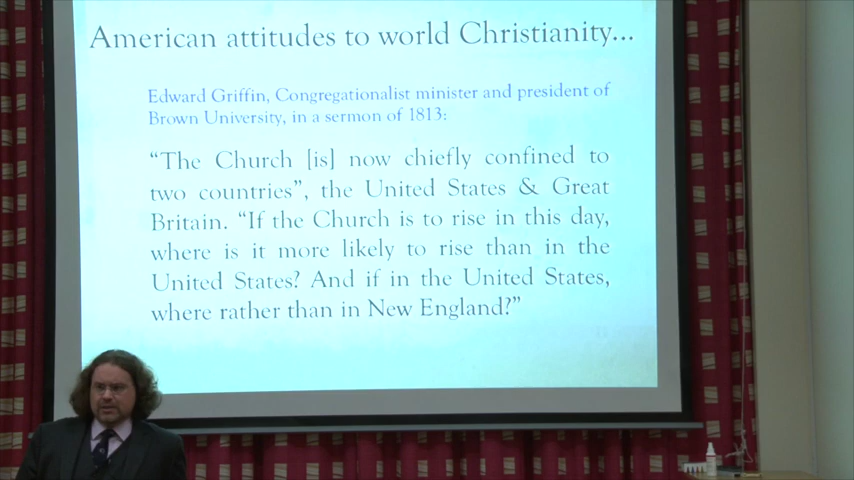 American attitudes to world Christianity...
Edward Griffin, Congregationalist minister and president of
Brown University, in a sermon of 1813:
“The Church [is] now chiefly confined to
two countries”, the United States & Great
Britain. “If the Church is to rise in this day,
where is it more likely to rise than in the
United States? And if in the United States,
where rather than in New England?”